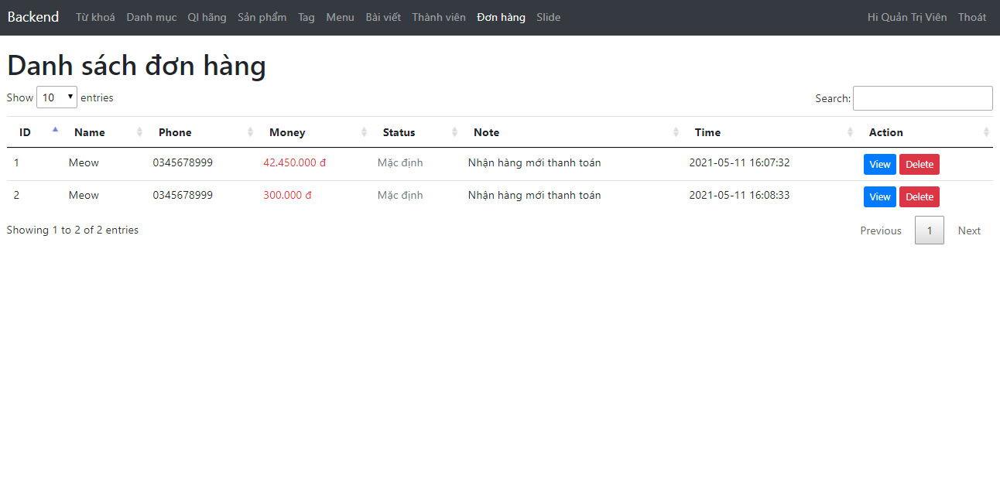 Backend Từ khoá Danh mục Ql hãng Sản phẩm Tag Menu Bài viết Thành viên Đơn hàng Slide Hi Quản Trị Viên Thoát
Danh sách đơn hàng
Show 10 entries Search:
ID Name Phone Money Status Note Time Action
1 Meow 0345678999 42.450.000 đ Mặc định Nhận hàng mới thanh toán 2021-05-11 16:07:32 View Delete
2 Meow 0345678999 300.000 đ Mặc định Nhận hàng mới thanh toán 2021-05-11 16:08:33 View Delete
Showing 1 to 2 of 2 entries Previous 1 Next